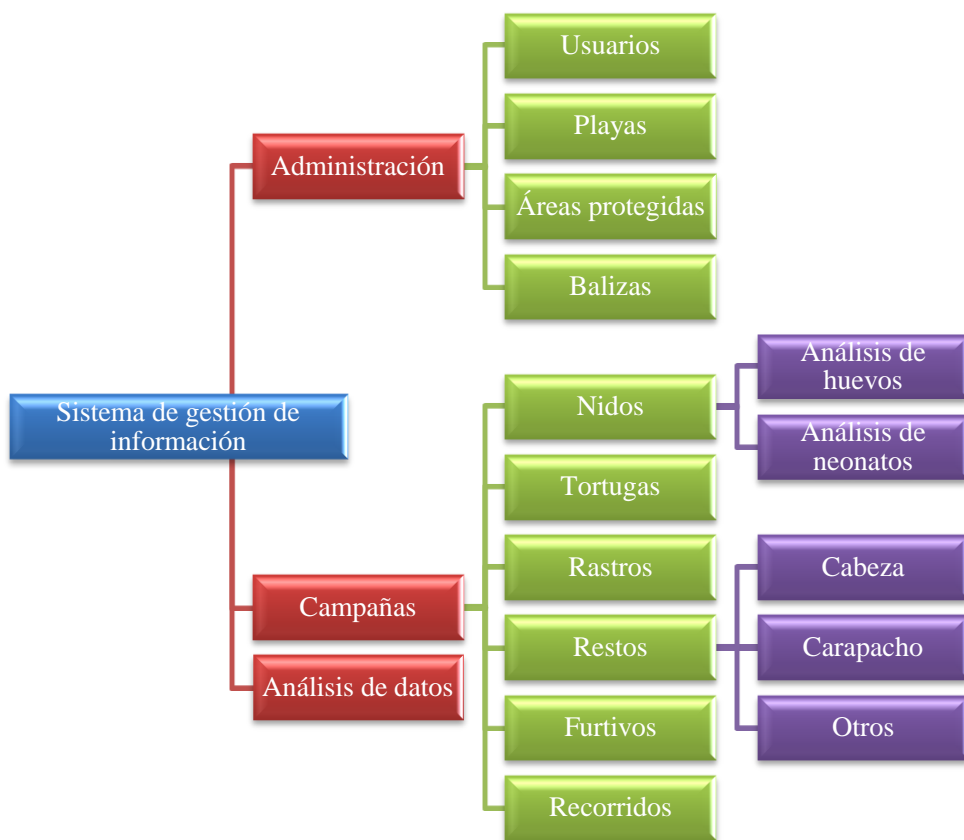 Sistema de gestión de
información
Administración
Usuarios
Playas
Áreas protegidas
Balizas
Campañas
Nidos
Análisis de
huevos
Análisis de
neonatos
Tortugas
Rastros
Restos
Cabeza
Carapacho
Otros
Furtivos
Recorridos
Análisis de datos